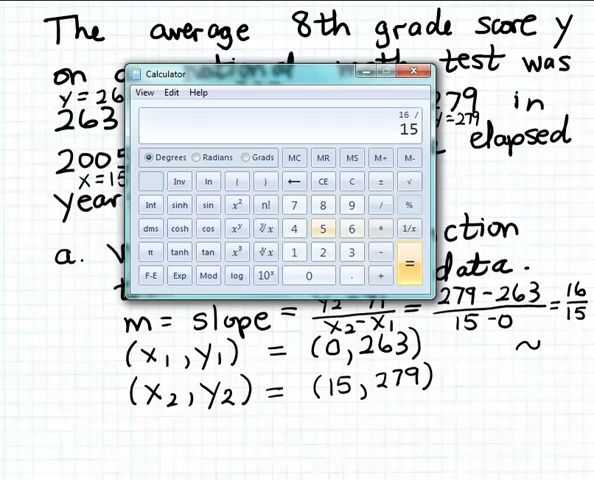 The average 8th grade score y
on test was
y = 26
263 279 in
y=279
elapsed
200
x=15
year
a. ction
data.
m = slope = y2 - y1 / x2 - x1 = 279 - 263 / 15 - 0 = 16/15
(x1, y1) = (0, 263) ~
(x2, y2) = (15, 279)
Calculator
View Edit Help
16 /
15
Degrees Radians Grads MC MR MS M+ M-
Inv ln ( ) ← CE C ± √
Int sinh sin x² n! 7 8 9 / %
dms cosh cos xʸ ʸ√x 4 5 6 * 1/x
π tanh tan x³ ³√x 1 2 3 - =
F-E Exp Mod log 10ˣ 0 . +